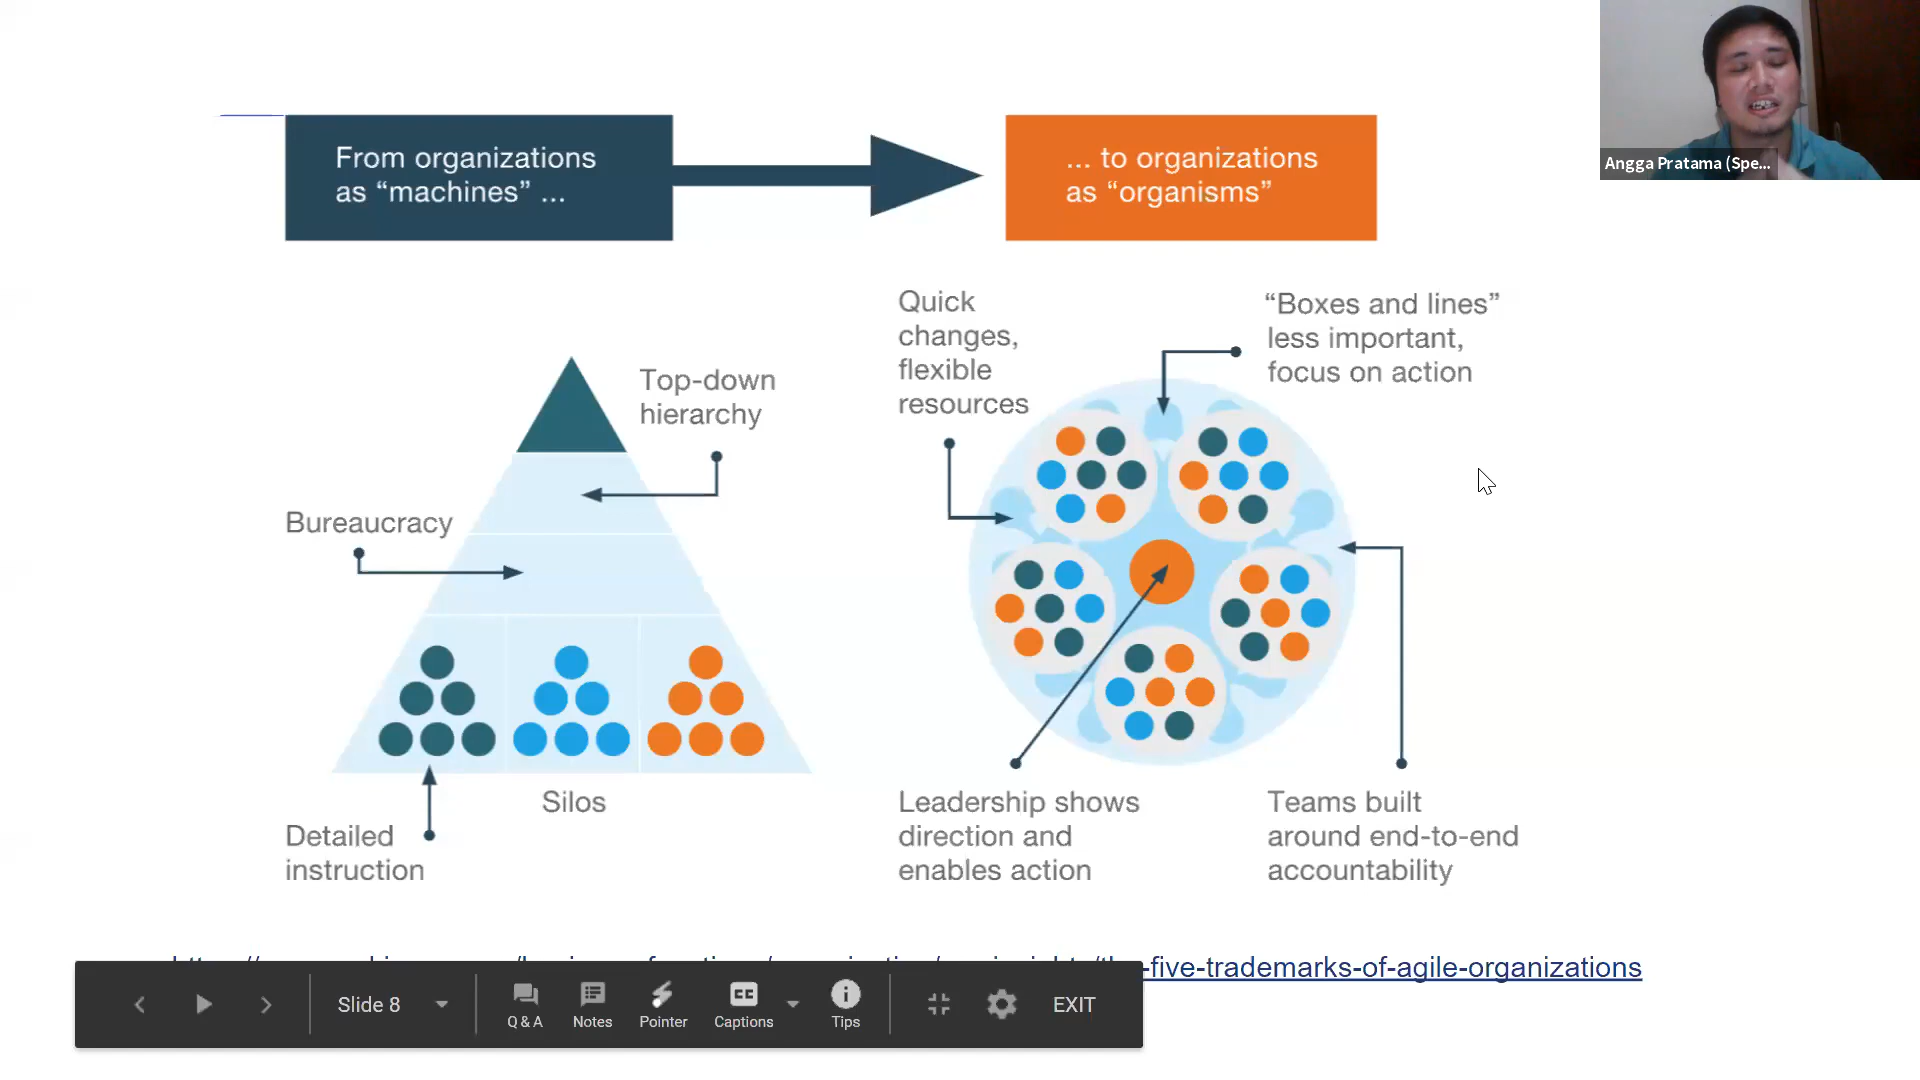 From organizations
as “machines” ...
... to organizations
as “organisms”
Angga Pratama (Spe...
Top-down
hierarchy
Bureaucracy
Silos
Detailed
instruction
Quick
changes,
flexible
resources
“Boxes and lines”
less important,
focus on action
Leadership shows
direction and
enables action
Teams built
around end-to-end
accountability
-five-trademarks-of-agile-organizations
Slide 8
Q & A
Notes
Pointer
CC
Captions
Tips
EXIT